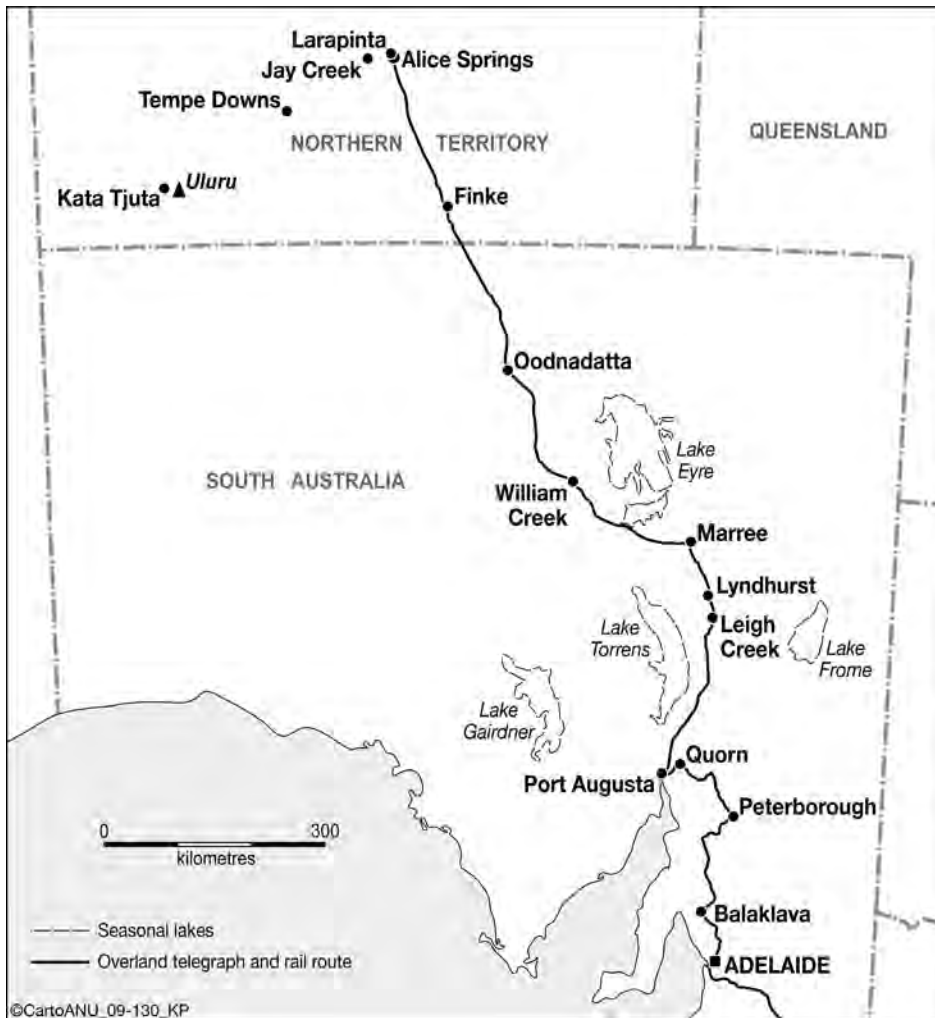 Larapinta
Alice Springs
Jay Creek
Tempe Downs
NORTHERN TERRITORY
QUEENSLAND
Uluru
Kata Tjuta
Finke
Oodnadatta
Lake
Eyre
SOUTH AUSTRALIA
William
Creek
Marree
Lyndhurst
Leigh
Creek
Lake
Torrens
Lake
Frome
Lake
Gairdner
Quorn
Port Augusta
Peterborough
0 300
kilometres
Balaklava
Seasonal lakes
Overland telegraph and rail route
ADELAIDE
©CartoANU_09-130_KP